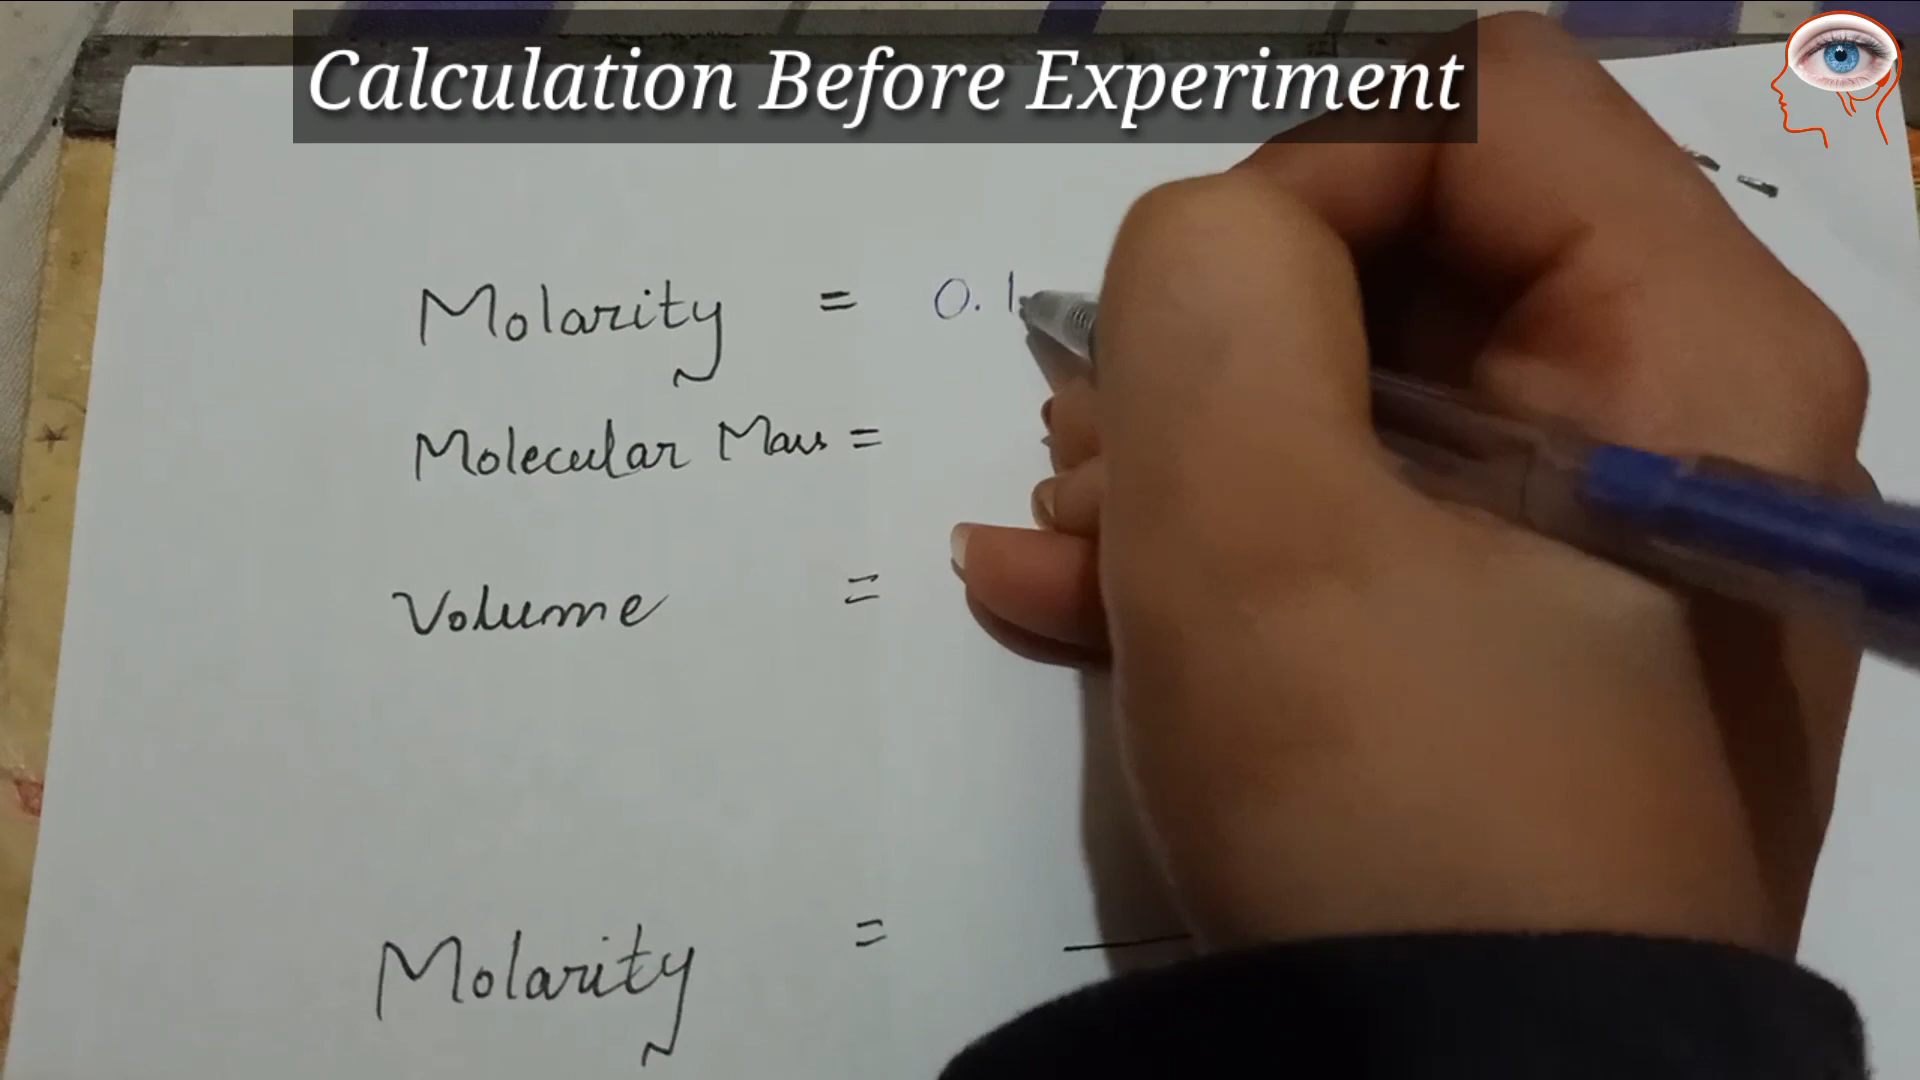 Calculation Before Experiment
Molarity = 0.1
Molecular Mass =
Volume =
Molarity =